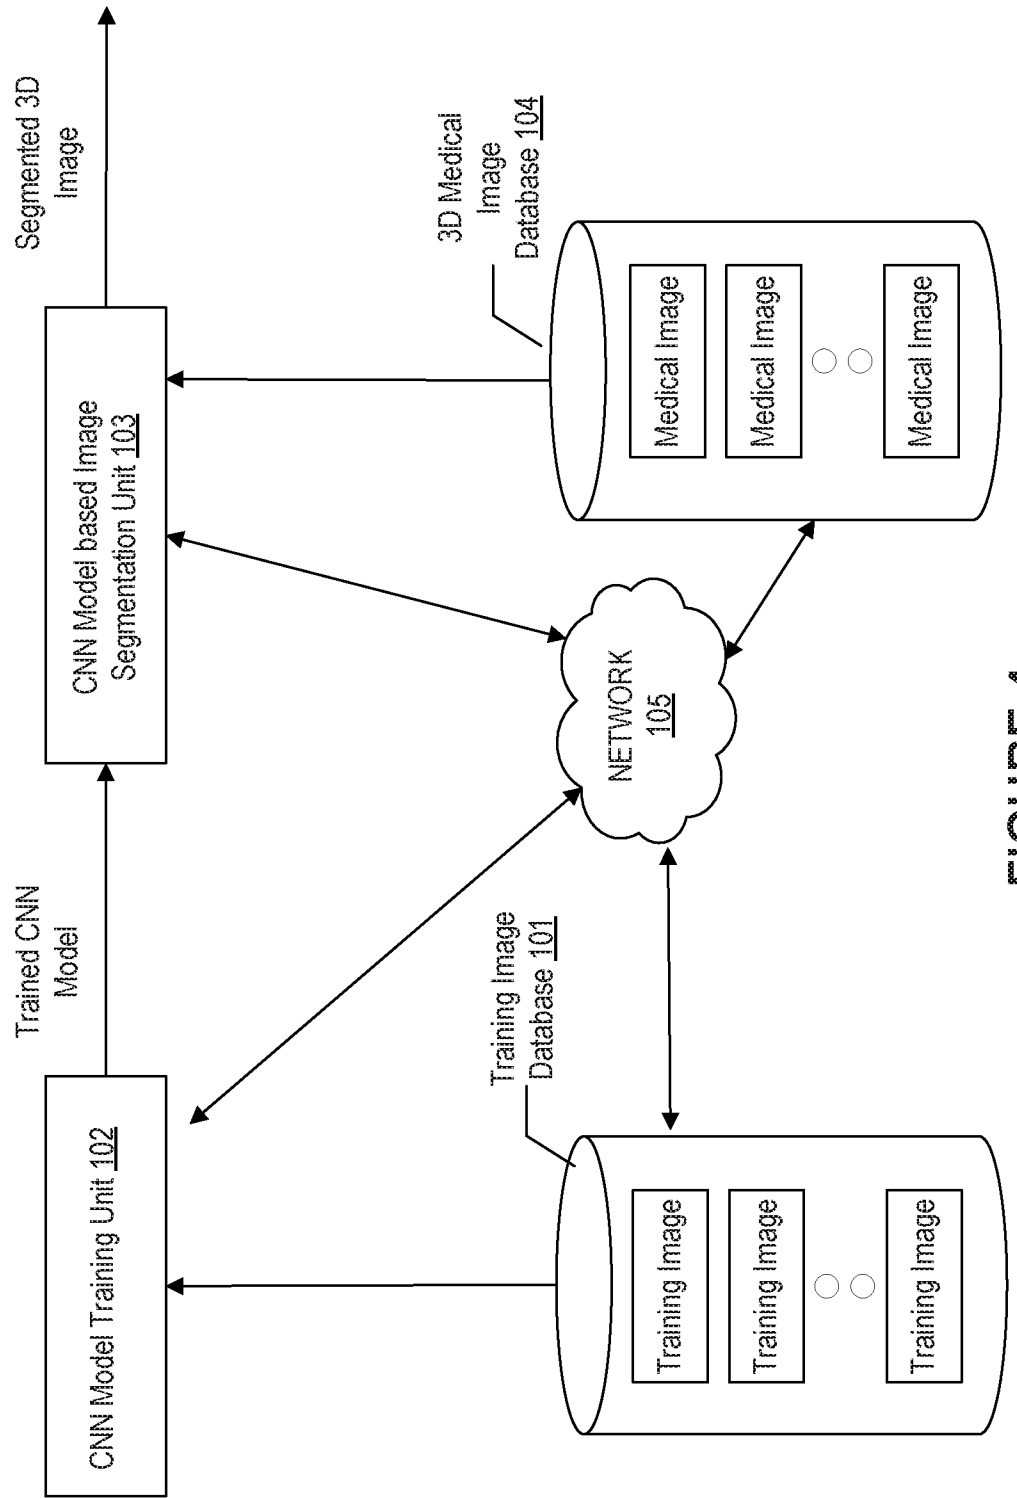 Trained CNN
Model
Segmented 3D
Image
CNN Model Training Unit 102
CNN Model based Image
Segmentation Unit 103
Training Image
Database 101
NETWORK
105
3D Medical
Image
Database 104
Training Image
Training Image
Training Image
Medical Image
Medical Image
Medical Image